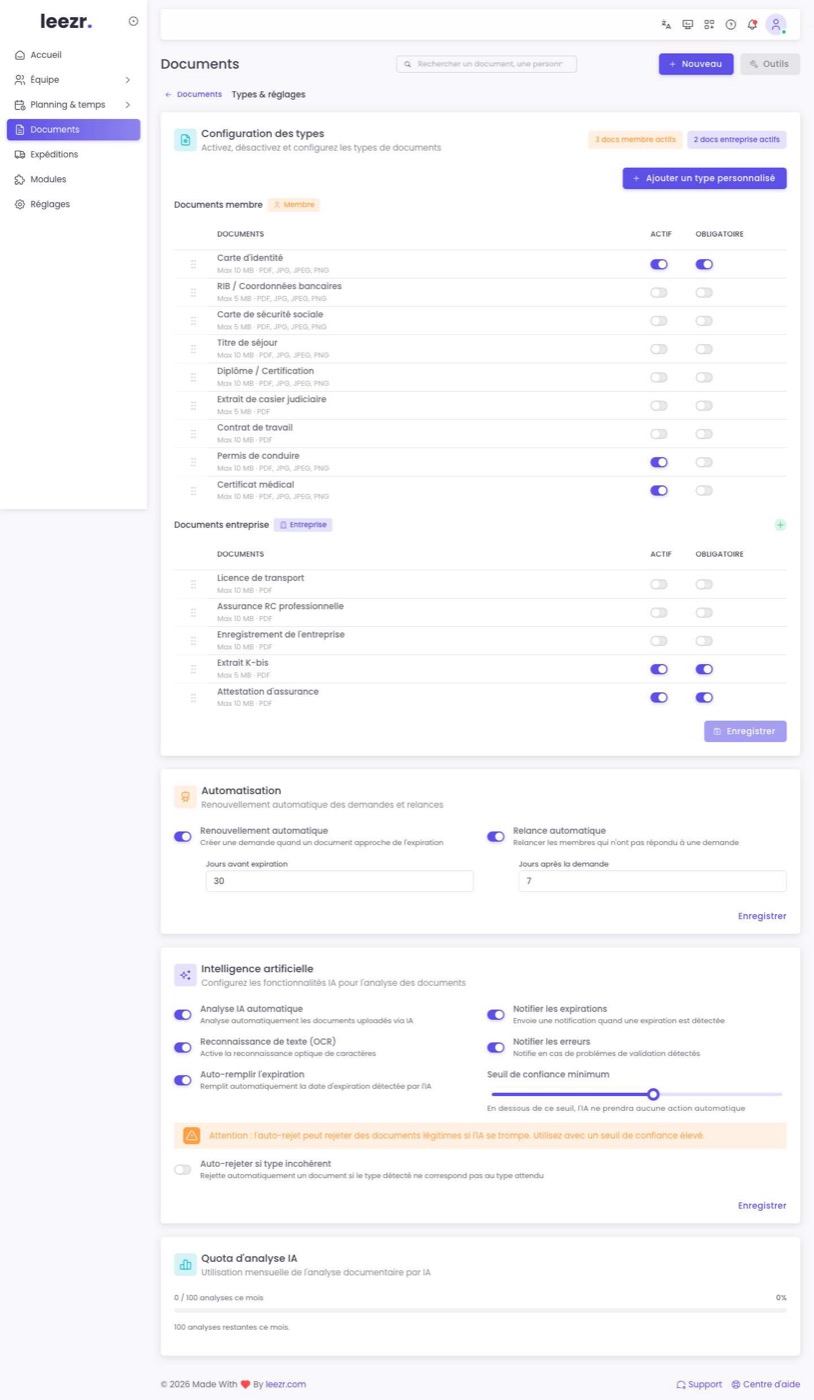 leezr.
Accueil
Équipe
Planning & temps
Documents
Expéditions
Modules
Réglages
Documents
Rechercher un document, une personr
+ Nouveau
Outils
← Documents Types & réglages
Configuration des types
Activez, désactivez et configurez les types de documents
3 docs membre actifs
2 docs entreprise actifs
+ Ajouter un type personnalisé
Documents membre Membre
DOCUMENTS ACTIF OBLIGATOIRE
Carte d'identité
Max 10 MB · PDF, JPG, JPEG, PNG
RIB / Coordonnées bancaires
Max 5 MB · PDF, JPG, JPEG, PNG
Carte de sécurité sociale
Max 5 MB · PDF, JPG, JPEG, PNG
Titre de séjour
Max 10 MB · PDF, JPG, JPEG, PNG
Diplôme / Certification
Max 10 MB · PDF, JPG, JPEG, PNG
Extrait de casier judiciaire
Max 5 MB · PDF
Contrat de travail
Max 10 MB · PDF
Permis de conduire
Max 10 MB · PDF, JPG, JPEG, PNG
Certificat médical
Max 10 MB · PDF, JPG, JPEG, PNG
Documents entreprise Entreprise
DOCUMENTS ACTIF OBLIGATOIRE
Licence de transport
Max 10 MB · PDF
Assurance RC professionnelle
Max 10 MB · PDF
Enregistrement de l'entreprise
Max 10 MB · PDF
Extrait K-bis
Max 5 MB · PDF
Attestation d'assurance
Max 10 MB · PDF
Enregistrer
Automatisation
Renouvellement automatique des demandes et relances
Renouvellement automatique
Créer une demande quand un document approche de l'expiration
Jours avant expiration
30
Relance automatique
Relancer les membres qui n'ont pas répondu à une demande
Jours après la demande
7
Enregistrer
Intelligence artificielle
Configurez les fonctionnalités IA pour l'analyse des documents
Analyse IA automatique
Analyse automatiquement les documents uploadés via IA
Notifier les expirations
Envoie une notification quand une expiration est détectée
Reconnaissance de texte (OCR)
Active la reconnaissance optique de caractères
Notifier les erreurs
Notifie en cas de problèmes de validation détectés
Auto-remplir l'expiration
Remplit automatiquement la date d'expiration détectée par l'IA
Seuil de confiance minimum
En dessous de ce seuil, l'IA ne prendra aucune action automatique
Attention : l'auto-rejet peut rejeter des documents légitimes si l'IA se trompe. Utilisez avec un seuil de confiance élevé.
Auto-rejeter si type incohérent
Rejette automatiquement un document si le type détecté ne correspond pas au type attendu
Enregistrer
Quota d'analyse IA
Utilisation mensuelle de l'analyse documentaire par IA
0 / 100 analyses ce mois 0%
100 analyses restantes ce mois.
© 2026 Made With ❤ By leezr.com
Support
Centre d'aide